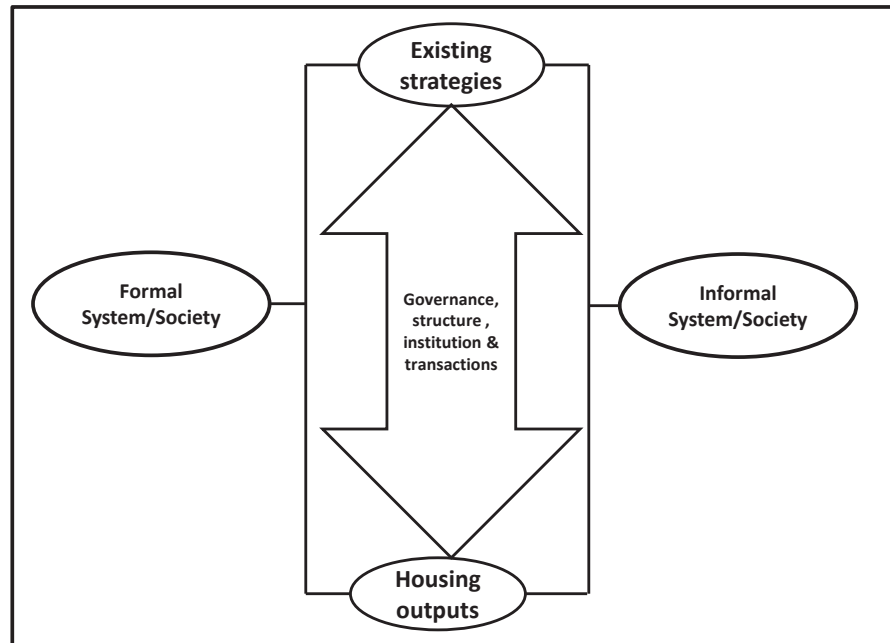 Existing
strategies
Formal
System/Society
Governance,
structure ,
institution &
transactions
Informal
System/Society
Housing
outputs